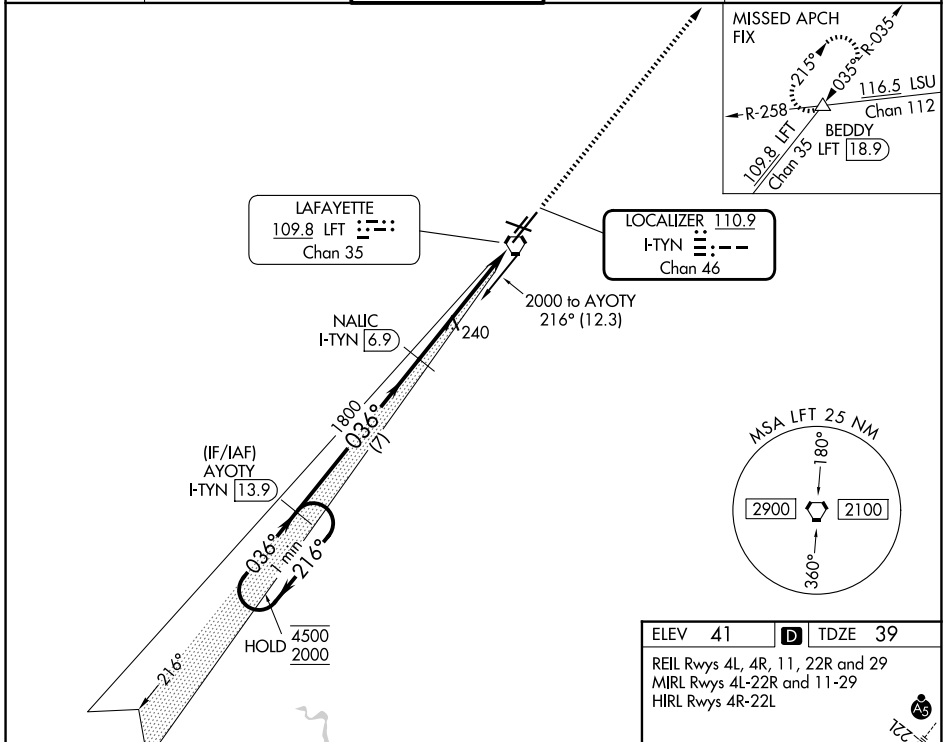 MISSED APCH
FIX
215°
035°
R-035
116.5 LSU
Chan 112
R-258
BEDDY
LFT 18.9
109.8 LFT
Chan 35
LAFAYETTE
109.8 LFT
Chan 35
LOCALIZER 110.9
I-TYN
Chan 46
2000 to AYOTY
216° (12.3)
NALIC
I-TYN 6.9
240
1800
036°
(7)
(IF/IAF)
AYOTY
I-TYN 13.9
036°
1 min
216°
HOLD 4500
2000
216°
MSA LFT 25 NM
180°
2900
2100
360°
ELEV 41 D TDZE 39
REIL Rwys 4L, 4R, 11, 22R and 29
MIRL Rwys 4L-22R and 11-29
HIRL Rwys 4R-22L
A5
22L